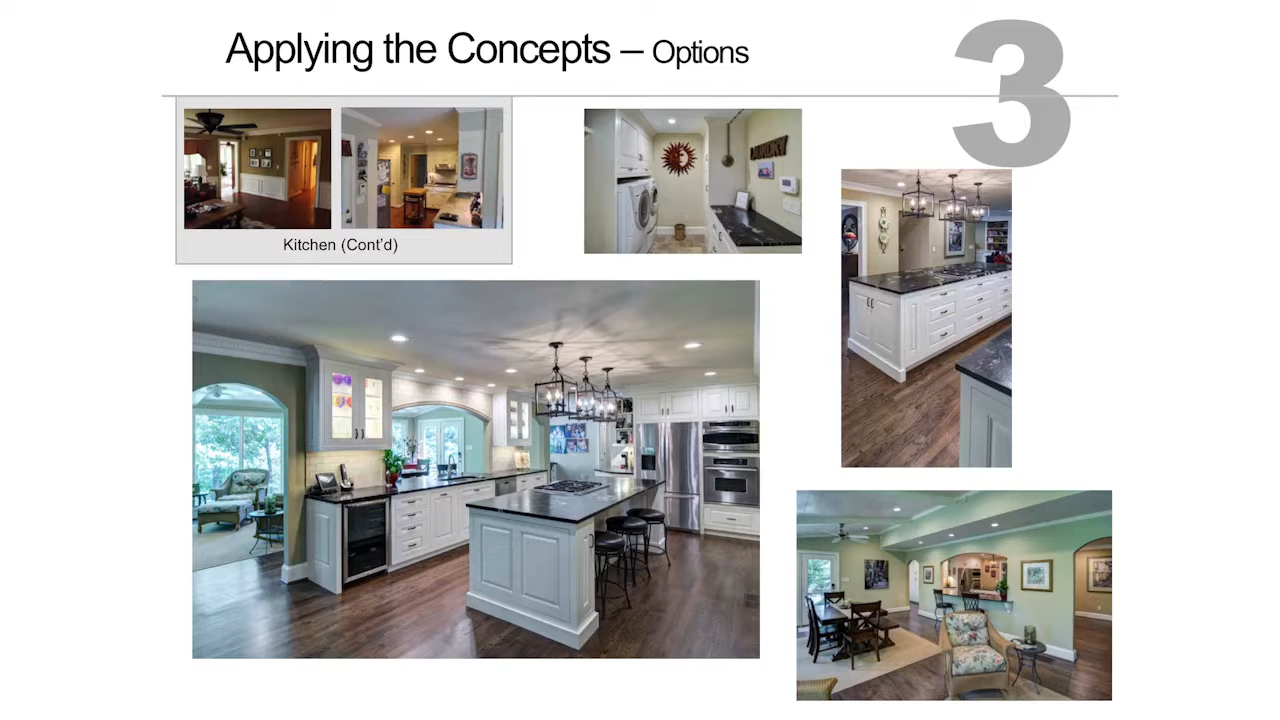 Applying the Concepts – Options
3
Kitchen (Cont’d)
LAUNDRY